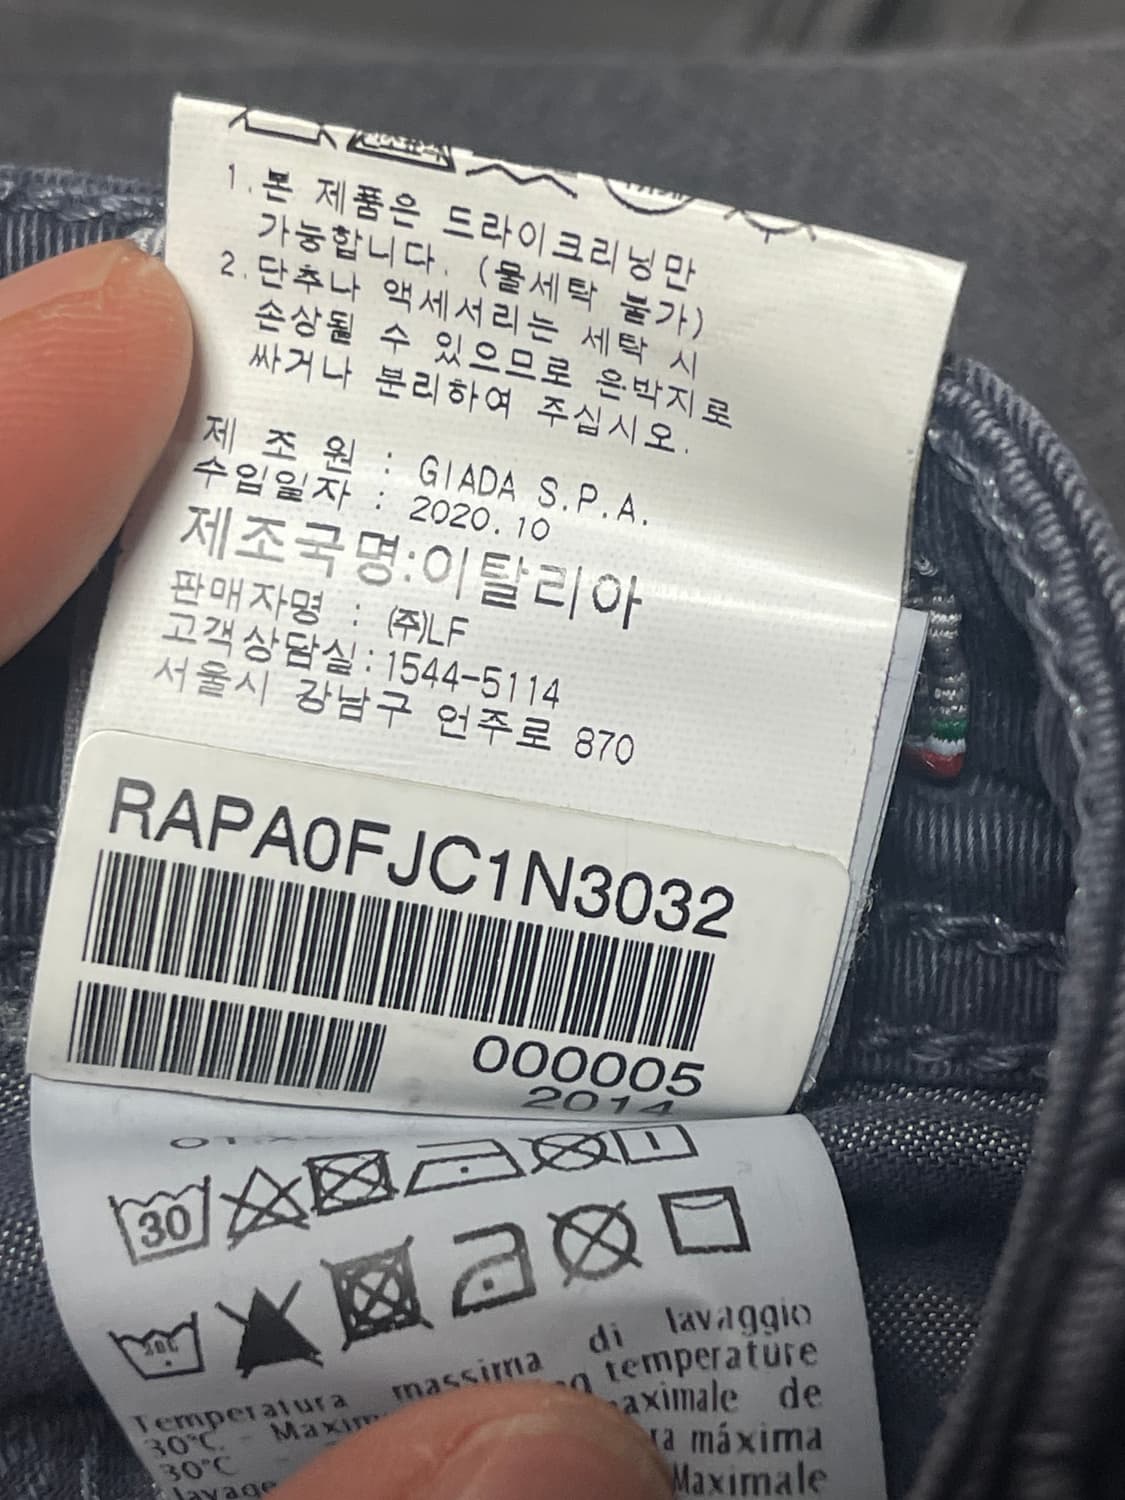 1. 본 제품은 드라이크리닝만
가능합니다. (물세탁 불가)
2. 단추나 액세서리는 세탁 시
손상될 수 있으므로 은박지로
싸거나 분리하여 주십시오.
제 조 원 : GIADA S.P.A.
수입일자 : 2020.10
제조국명:이탈리아
판매자명 : ㈜LF
고객상담실:1544-5114
서울시 강남구 언주로 870
RAPA0FJC1N3032
000005
2014
30
30C
Temperatura massima di lavaggio
30°C. - temperature
30°C - de
máxima
Maximale